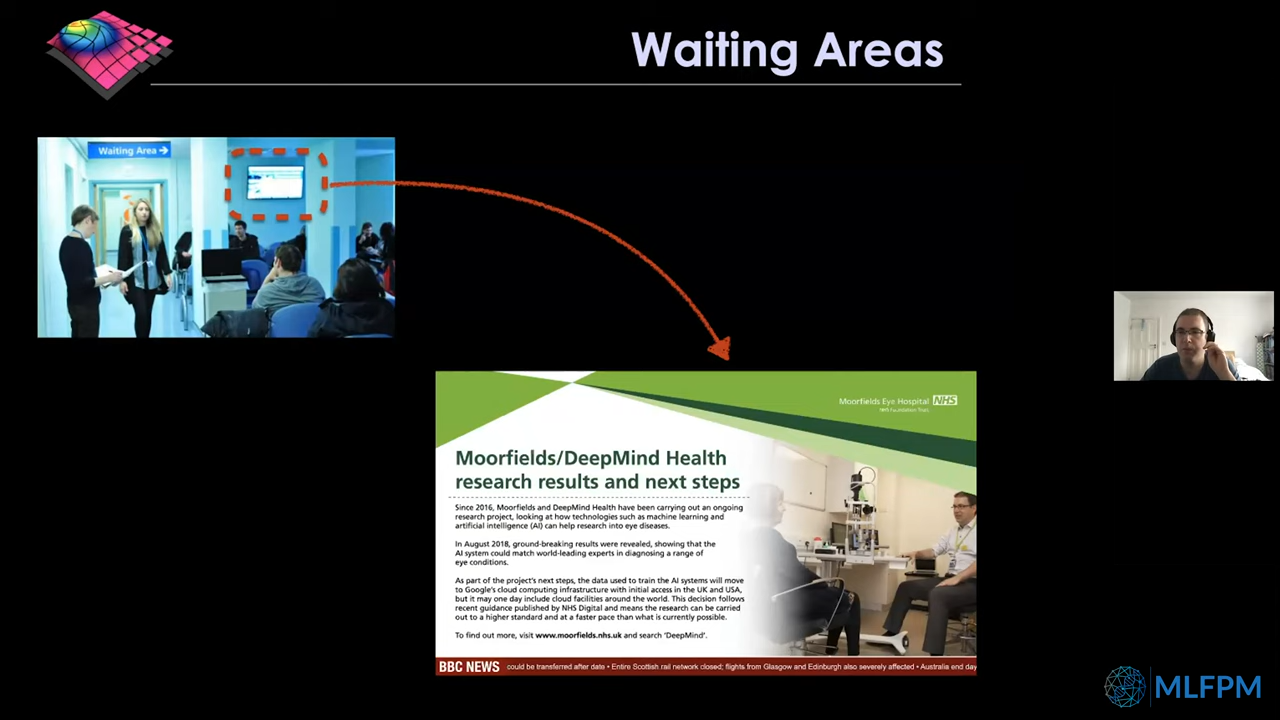 Waiting Areas
Waiting Area →
Moorfields Eye Hospital NHS
NHS Foundation Trust
Moorfields/DeepMind Health
research results and next steps
Since 2016, Moorfields and DeepMind Health have been carrying out an ongoing
research project, looking at how technologies such as machine learning and
artificial intelligence (AI) can help research into eye diseases.
In August 2018, ground-breaking results were revealed, showing that the
AI system could match world-leading experts in diagnosing a range of
eye conditions.
As part of the project's next steps, the data used to train the AI systems will move
to Google's cloud computing infrastructure with initial access in the UK and USA,
but it may one day include cloud facilities around the world. This decision follows
recent guidance published by NHS Digital and means the research can be carried
out to a higher standard and at a faster pace than what is currently possible.
To find out more, visit www.moorfields.nhs.uk and search 'DeepMind'.
BBC NEWS could be transferred after date • Entire Scottish rail network closed; flights from Glasgow and Edinburgh also severely affected • Australia end day
MLFPM